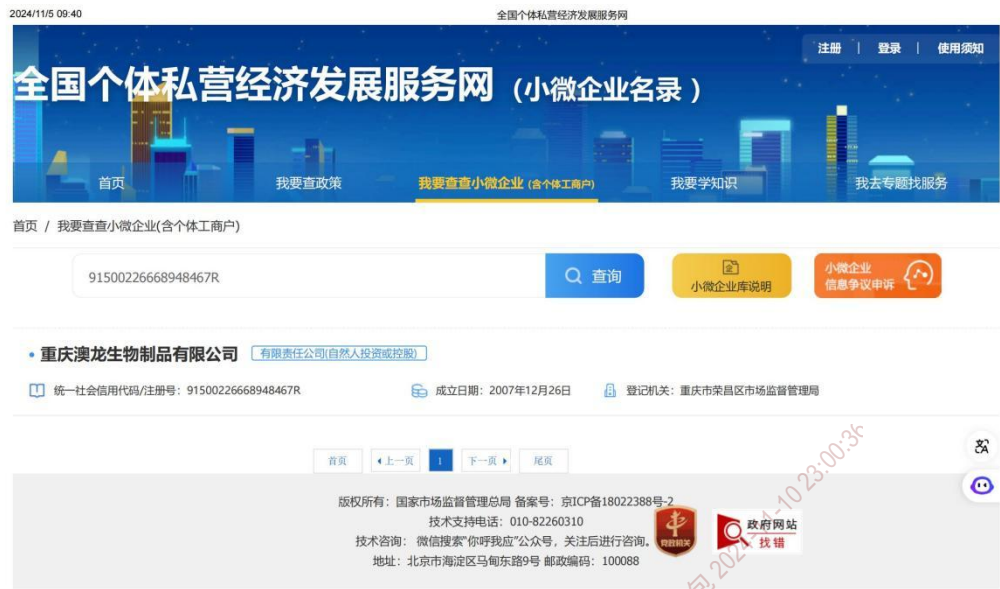 2024/11/5 09:40 全国个体私营经济发展服务网
注册 | 登录 | 使用须知
全国个体私营经济发展服务网 (小微企业名录)
首页 我要查政策 我要查查小微企业 (含个体工商户) 我要学知识 我去专题找服务
首页 / 我要查查小微企业(含个体工商户)
91500226668948467R 查询 小微企业库说明 小微企业
信息争议申诉
重庆澳龙生物制品有限公司 有限责任公司(自然人投资或控股)
统一社会信用代码/注册号：91500226668948467R 成立日期：2007年12月26日 登记机关：重庆市荣昌区市场监督管理局
首页 上一页 1 下一页 尾页
版权所有：国家市场监督管理总局 备案号：京ICP备18022388号-2
技术支持电话：010-82260310
技术咨询： 微信搜索"你呼我应"公众号，关注后进行咨询。
地址：北京市海淀区马甸东路9号 邮政编码：100088
党政机关
政府网站
找错
23:00:36